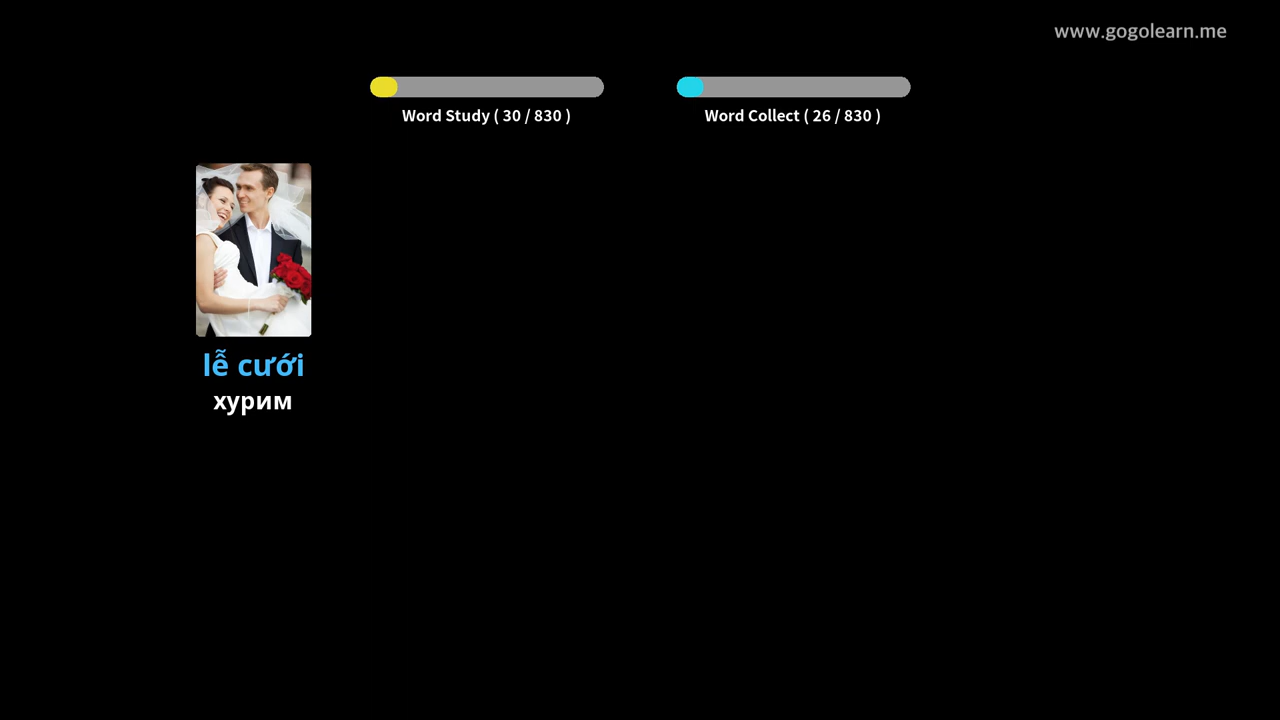 www.gogolearn.me
Word Study ( 30 / 830 )
Word Collect ( 26 / 830 )
lễ cưới
хурим